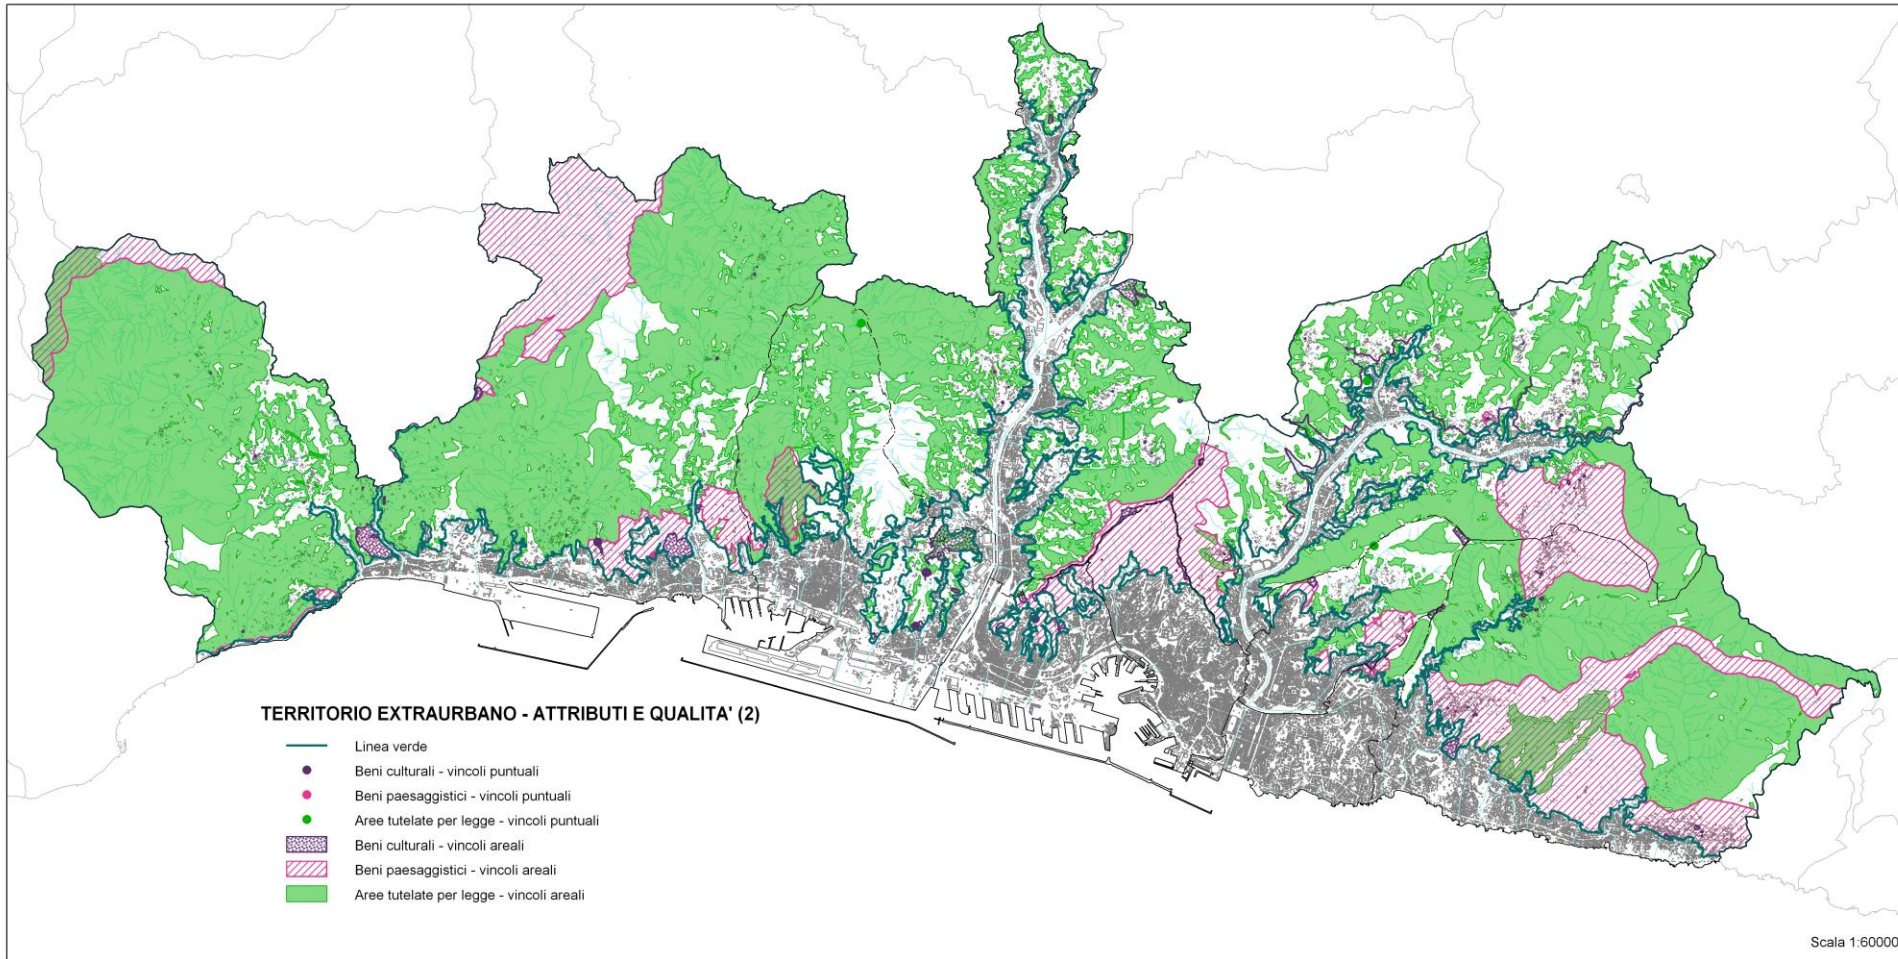 TERRITORIO EXTRAURBANO - ATTRIBUTI E QUALITA' (2)
Linea verde
Beni culturali - vincoli puntuali
Beni paesaggistici - vincoli puntuali
Aree tutelate per legge - vincoli puntuali
Beni culturali - vincoli areali
Beni paesaggistici - vincoli areali
Aree tutelate per legge - vincoli areali
Scala 1:60000